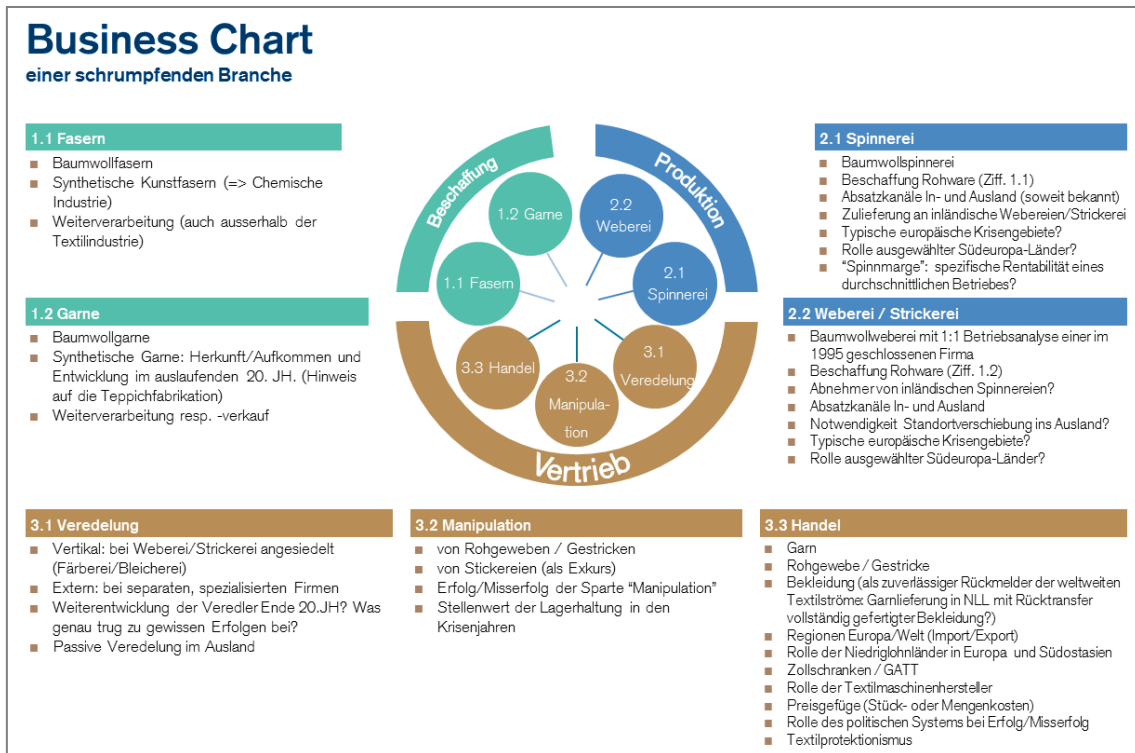 Business Chart
einer schrumpfenden Branche
1.1 Fasern
Baumwollfasern
Synthetische Kunstfasern (=> Chemische
Industrie)
Weiterverarbeitung (auch ausserhalb der
Textilindustrie)
1.2 Garne
Baumwollgarne
Synthetische Garne: Herkunft/Aufkommen und
Entwicklung im auslaufenden 20. JH. (Hinweis
auf die Teppichfabrikation)
Weiterverarbeitung resp. -verkauf
Beschaffung
Produktion
Vertrieb
1.2 Garne
2.2
Weberei
1.1 Fasern
2.1
Spinnerei
3.3 Handel
3.2
Manipula-
tion
3.1
Veredelung
2.1 Spinnerei
Baumwollspinnerei
Beschaffung Rohware (Ziff. 1.1)
Absatzkanäle In- und Ausland (soweit bekannt)
Zulieferung an inländische Webereien/Strickerei
Typische europäische Krisengebiete?
Rolle ausgewählter Südeuropa-Länder?
“Spinnmarge”: spezifische Rentabilität eines
durchschnittlichen Betriebes?
2.2 Weberei / Strickerei
Baumwollweberei mit 1:1 Betriebsanalyse einer im
1995 geschlossenen Firma
Beschaffung Rohware (Ziff. 1.2)
Abnehmer von inländischen Spinnereien?
Absatzkanäle In- und Ausland
Notwendigkeit Standortverschiebung ins Ausland?
Typische europäische Krisengebiete?
Rolle ausgewählter Südeuropa-Länder?
3.1 Veredelung
Vertikal: bei Weberei/Strickerei angesiedelt
(Färberei/Bleicherei)
Extern: bei separaten, spezialisierten Firmen
Weiterentwicklung der Veredler Ende 20.JH? Was
genau trug zu gewissen Erfolgen bei?
Passive Veredelung im Ausland
3.2 Manipulation
von Rohgeweben / Gestricken
von Stickereien (als Exkurs)
Erfolg/Misserfolg der Sparte “Manipulation”
Stellenwert der Lagerhaltung in den
Krisenjahren
3.3 Handel
Garn
Rohgewebe / Gestricke
Bekleidung (als zuverlässiger Rückmelder der weltweiten
Textilströme: Garnlieferung in NLL mit Rücktransfer
vollständig gefertigter Bekleidung?)
Regionen Europa/Welt (Import/Export)
Rolle der Niedriglohnländer in Europa und Südostasien
Zollschranken / GATT
Rolle der Textilmaschinenhersteller
Preisgefüge (Stück- oder Mengenkosten)
Rolle des politischen Systems bei Erfolg/Misserfolg
Textilprotektionismus